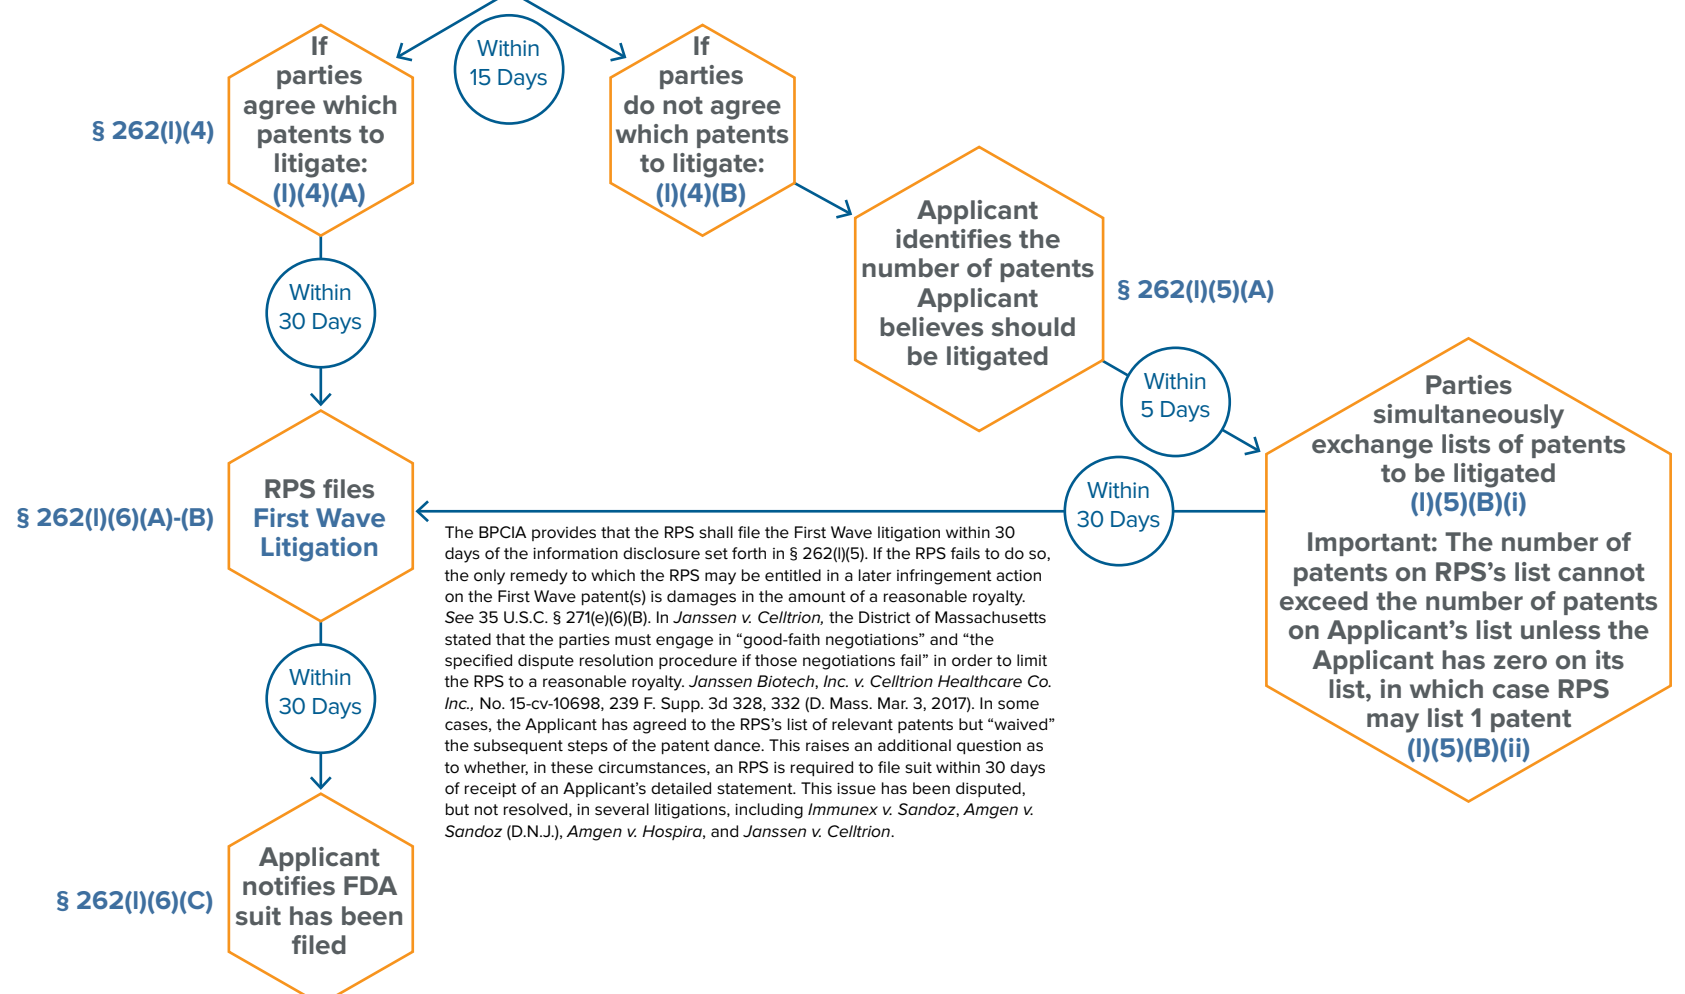 If
parties
agree which
patents to
litigate:
(l)(4)(A)
Within
15 Days
If
parties
do not agree
which patents
to litigate:
(l)(4)(B)
§ 262(l)(4)
Applicant
identifies the
number of patents
Applicant
believes should
be litigated
§ 262(l)(5)(A)
Within
30 Days
Within
5 Days
Parties
simultaneously
exchange lists of patents
to be litigated
(l)(5)(B)(i)
Important: The number of
patents on RPS’s list cannot
exceed the number of patents
on Applicant’s list unless the
Applicant has zero on its
list, in which case RPS
may list 1 patent
(l)(5)(B)(ii)
Within
30 Days
§ 262(l)(6)(A)-(B)
RPS files
First Wave
Litigation
The BPCIA provides that the RPS shall file the First Wave litigation within 30
days of the information disclosure set forth in § 262(l)(5). If the RPS fails to do so,
the only remedy to which the RPS may be entitled in a later infringement action
on the First Wave patent(s) is damages in the amount of a reasonable royalty.
See 35 U.S.C. § 271(e)(6)(B). In Janssen v. Celltrion, the District of Massachusetts
stated that the parties must engage in “good-faith negotiations” and “the
specified dispute resolution procedure if those negotiations fail” in order to limit
the RPS to a reasonable royalty. Janssen Biotech, Inc. v. Celltrion Healthcare Co.
Inc., No. 15-cv-10698, 239 F. Supp. 3d 328, 332 (D. Mass. Mar. 3, 2017). In some
cases, the Applicant has agreed to the RPS’s list of relevant patents but “waived”
the subsequent steps of the patent dance. This raises an additional question as
to whether, in these circumstances, an RPS is required to file suit within 30 days
of receipt of an Applicant’s detailed statement. This issue has been disputed,
but not resolved, in several litigations, including Immunex v. Sandoz, Amgen v.
Sandoz (D.N.J.), Amgen v. Hospira, and Janssen v. Celltrion.
Within
30 Days
§ 262(l)(6)(C)
Applicant
notifies FDA
suit has been
filed